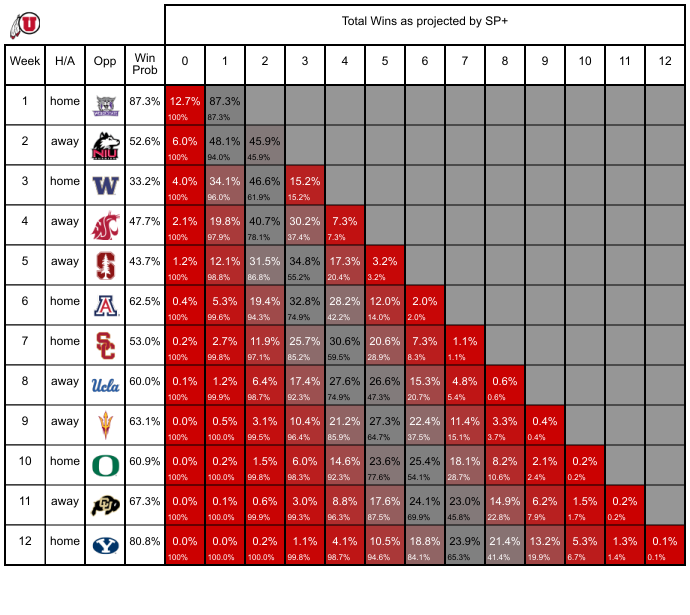 U
Total Wins as projected by SP+
Week H/A Opp Win Prob 0 1 2 3 4 5 6 7 8 9 10 11 12
1 home 87.3% 12.7% 87.3%
100% 87.3%
2 away NIU 52.6% 6.0% 48.1% 45.9%
100% 94.0% 45.9%
3 home W 33.2% 4.0% 34.1% 46.6% 15.2%
100% 96.0% 61.9% 15.2%
4 away 47.7% 2.1% 19.8% 40.7% 30.2% 7.3%
100% 97.9% 78.1% 37.4% 7.3%
5 away S 43.7% 1.2% 12.1% 31.5% 34.8% 17.3% 3.2%
100% 98.8% 86.8% 55.2% 20.4% 3.2%
6 home A 62.5% 0.4% 5.3% 19.4% 32.8% 28.2% 12.0% 2.0%
100% 99.6% 94.3% 74.9% 42.2% 14.0% 2.0%
7 home SC 53.0% 0.2% 2.7% 11.9% 25.7% 30.6% 20.6% 7.3% 1.1%
100% 99.8% 97.1% 85.2% 59.5% 28.9% 8.3% 1.1%
8 away Ucla 60.0% 0.1% 1.2% 6.4% 17.4% 27.6% 26.6% 15.3% 4.8% 0.6%
100% 99.9% 98.7% 92.3% 74.9% 47.3% 20.7% 5.4% 0.6%
9 away 63.1% 0.0% 0.5% 3.1% 10.4% 21.2% 27.3% 22.4% 11.4% 3.3% 0.4%
100% 100.0% 99.5% 96.4% 85.9% 64.7% 37.5% 15.1% 3.7% 0.4%
10 home O 60.9% 0.0% 0.2% 1.5% 6.0% 14.6% 23.6% 25.4% 18.1% 8.2% 2.1% 0.2%
100% 100.0% 99.8% 98.3% 92.3% 77.6% 54.1% 28.7% 10.6% 2.4% 0.2%
11 away CU 67.3% 0.0% 0.1% 0.6% 3.0% 8.8% 17.6% 24.1% 23.0% 14.9% 6.2% 1.5% 0.2%
100% 100.0% 99.9% 99.3% 96.3% 87.5% 69.9% 45.8% 22.8% 7.9% 1.7% 0.2%
12 home Y 80.8% 0.0% 0.0% 0.2% 1.1% 4.1% 10.5% 18.8% 23.9% 21.4% 13.2% 5.3% 1.3% 0.1%
100% 100.0% 100.0% 99.8% 98.7% 94.6% 84.1% 65.3% 41.4% 19.9% 6.7% 1.4% 0.1%